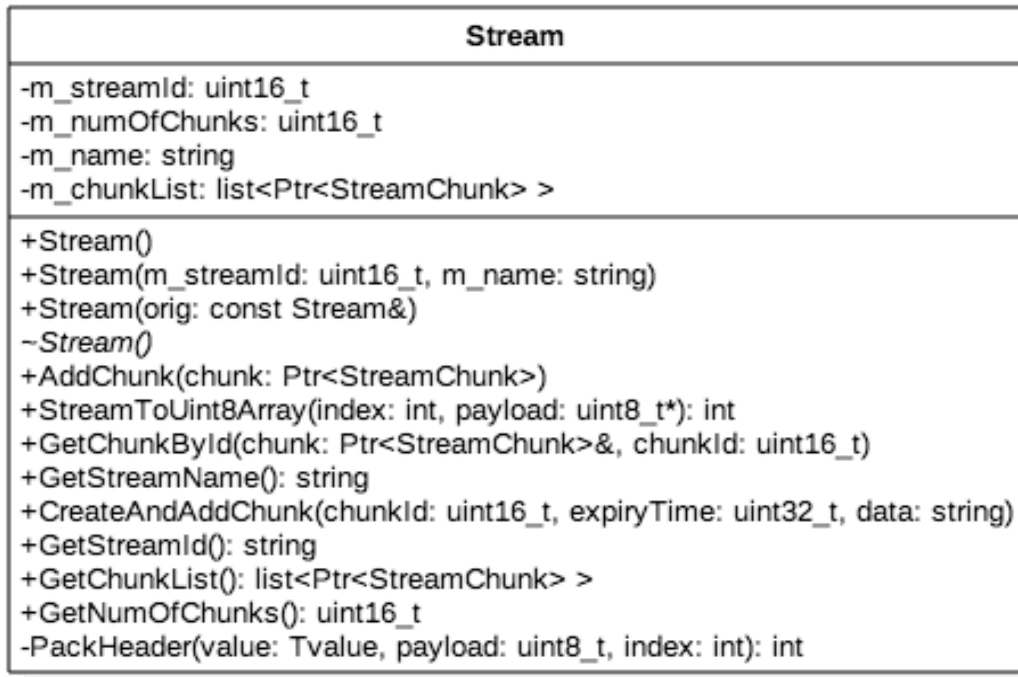 Stream
-m_streamId: uint16_t
-m_numOfChunks: uint16_t
-m_name: string
-m_chunkList: list<Ptr<StreamChunk> >
+Stream()
+Stream(m_streamId: uint16_t, m_name: string)
+Stream(orig: const Stream&)
~Stream()
+AddChunk(chunk: Ptr<StreamChunk>)
+StreamToUint8Array(index: int, payload: uint8_t*): int
+GetChunkById(chunk: Ptr<StreamChunk>&, chunkId: uint16_t)
+GetStreamName(): string
+CreateAndAddChunk(chunkId: uint16_t, expiryTime: uint32_t, data: string)
+GetStreamId(): string
+GetChunkList(): list<Ptr<StreamChunk> >
+GetNumOfChunks(): uint16_t
-PackHeader(value: Tvalue, payload: uint8_t, index: int): int